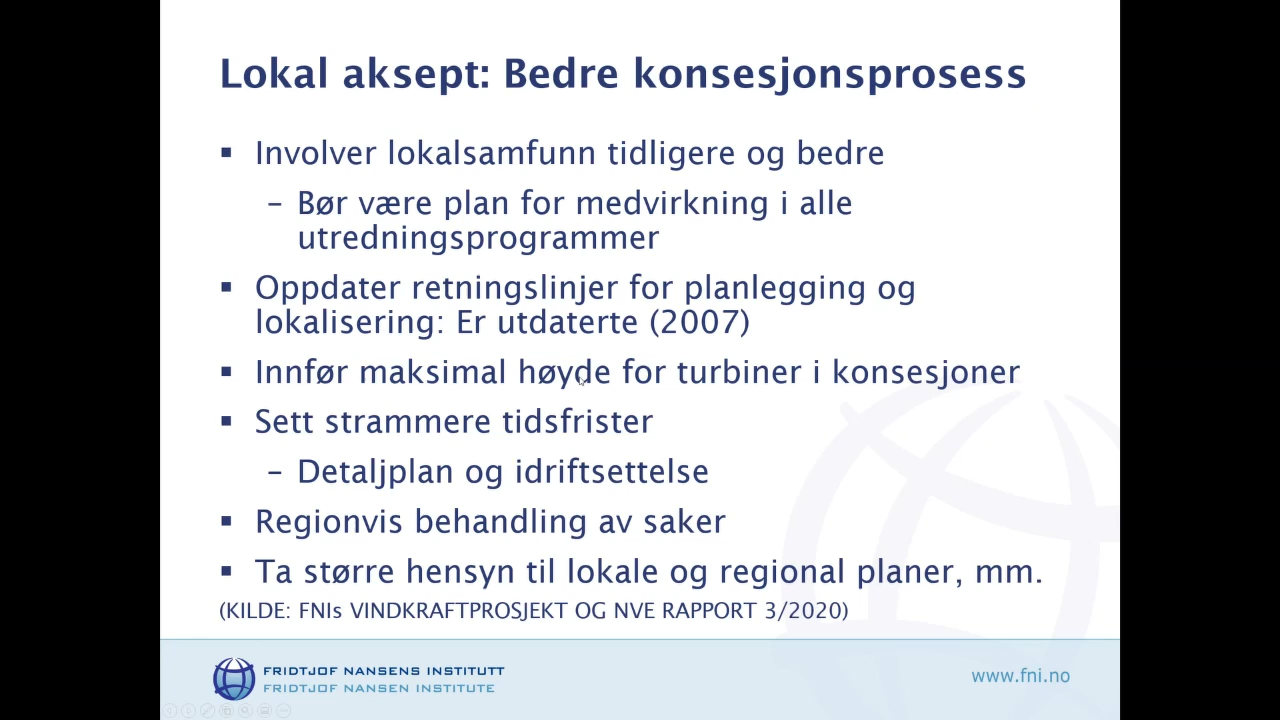 Lokal aksept: Bedre konsesjonsprosess
▪ Involver lokalsamfunn tidligere og bedre
– Bør være plan for medvirkning i alle
utredningsprogrammer
▪ Oppdater retningslinjer for planlegging og
lokalisering: Er utdaterte (2007)
▪ Innfør maksimal høyde for turbiner i konsesjoner
▪ Sett strammere tidsfrister
– Detaljplan og idriftsettelse
▪ Regionvis behandling av saker
▪ Ta større hensyn til lokale og regional planer, mm.
(KILDE: FNIs VINDKRAFTPROSJEKT OG NVE RAPPORT 3/2020)
FRIDTJOF NANSENS INSTITUTT
FRIDTJOF NANSEN INSTITUTE
www.fni.no